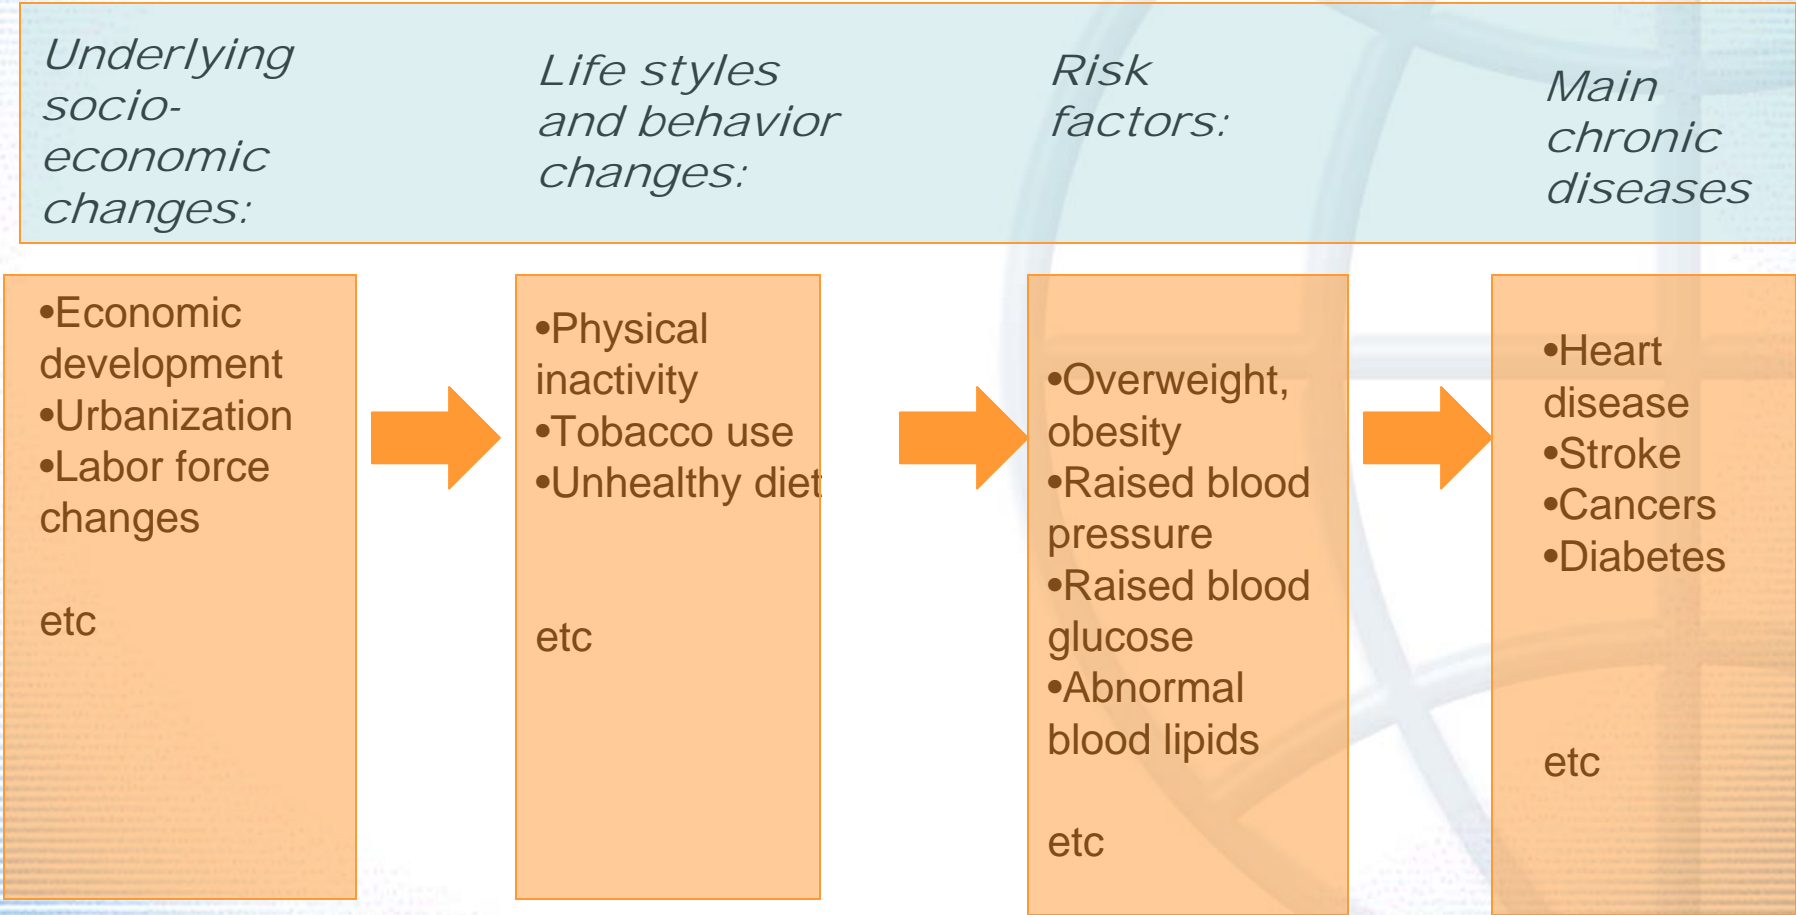 Underlying
socio-
economic
changes:
Life styles
and behavior
changes:
Risk
factors:
Main
chronic
diseases
•Economic
development
•Urbanization
•Labor force
changes
etc
•Physical
inactivity
•Tobacco use
•Unhealthy diet
etc
•Overweight,
obesity
•Raised blood
pressure
•Raised blood
glucose
•Abnormal
blood lipids
etc
•Heart
disease
•Stroke
•Cancers
•Diabetes
etc